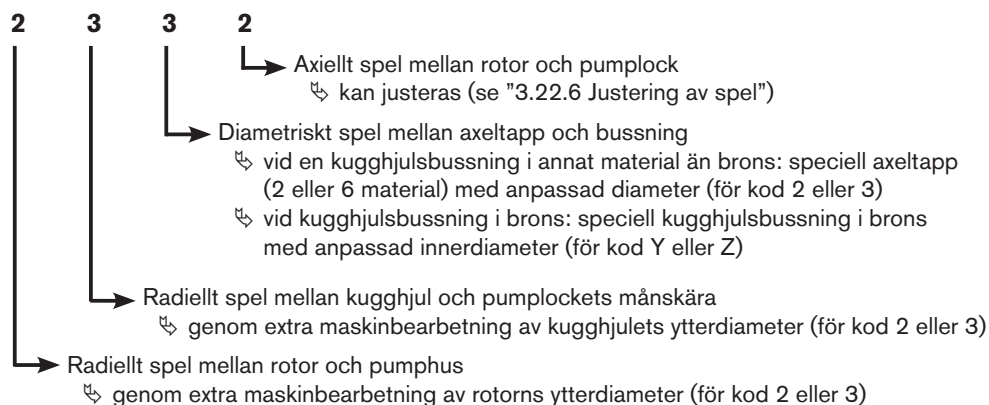 2 3 3 2
Axiellt spel mellan rotor och pumplock
kan justeras (se "3.22.6 Justering av spel")
Diametriskt spel mellan axeltapp och bussning
vid en kugghjulsbussning i annat material än brons: speciell axeltapp
(2 eller 6 material) med anpassad diameter (för kod 2 eller 3)
vid kugghjulsbussning i brons: speciell kugghjulsbussning i brons
med anpassad innerdiameter (för kod Y eller Z)
Radiellt spel mellan kugghjul och pumplockets månskära
genom extra maskinbearbetning av kugghjulets ytterdiameter (för kod 2 eller 3)
Radiellt spel mellan rotor och pumphus
genom extra maskinbearbetning av rotorns ytterdiameter (för kod 2 eller 3)